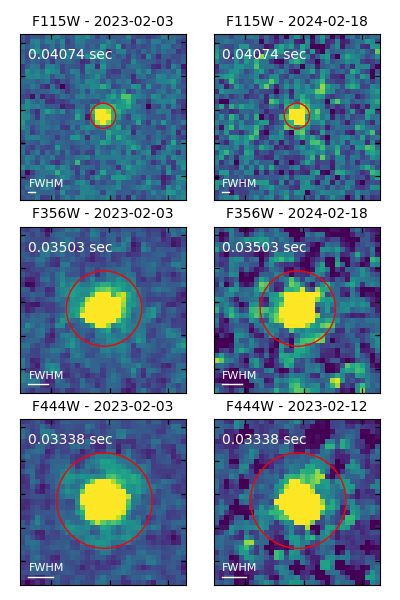 F115W - 2023-02-03
F115W - 2024-02-18
0.04074 sec
0.04074 sec
FWHM
FWHM
F356W - 2023-02-03
F356W - 2024-02-18
0.03503 sec
0.03503 sec
FWHM
FWHM
F444W - 2023-02-03
F444W - 2023-02-12
0.03338 sec
0.03338 sec
FWHM
FWHM